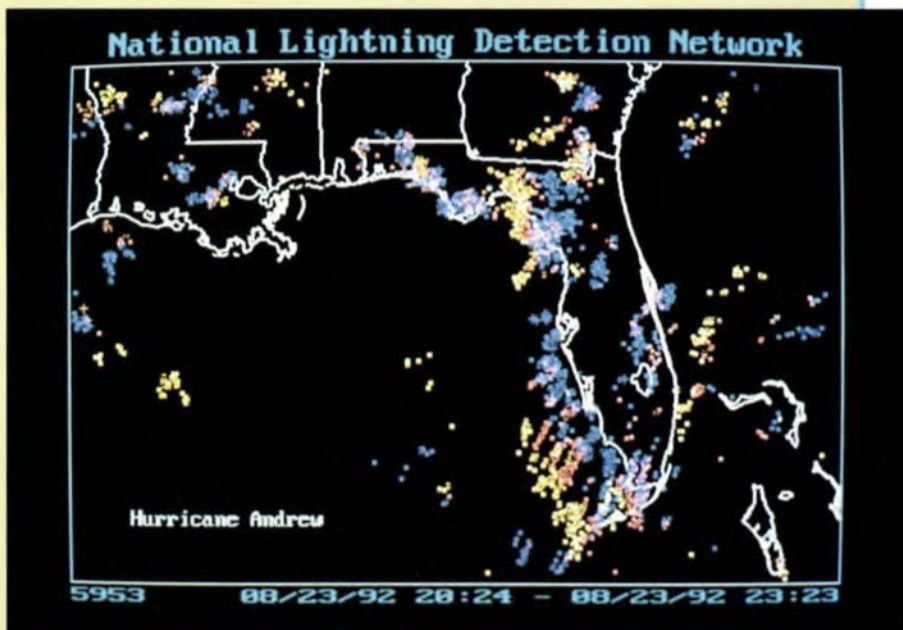 National Lightning Detection Network
Hurricane Andrew
5953 08/23/92 20:24 - 08/23/92 23:23